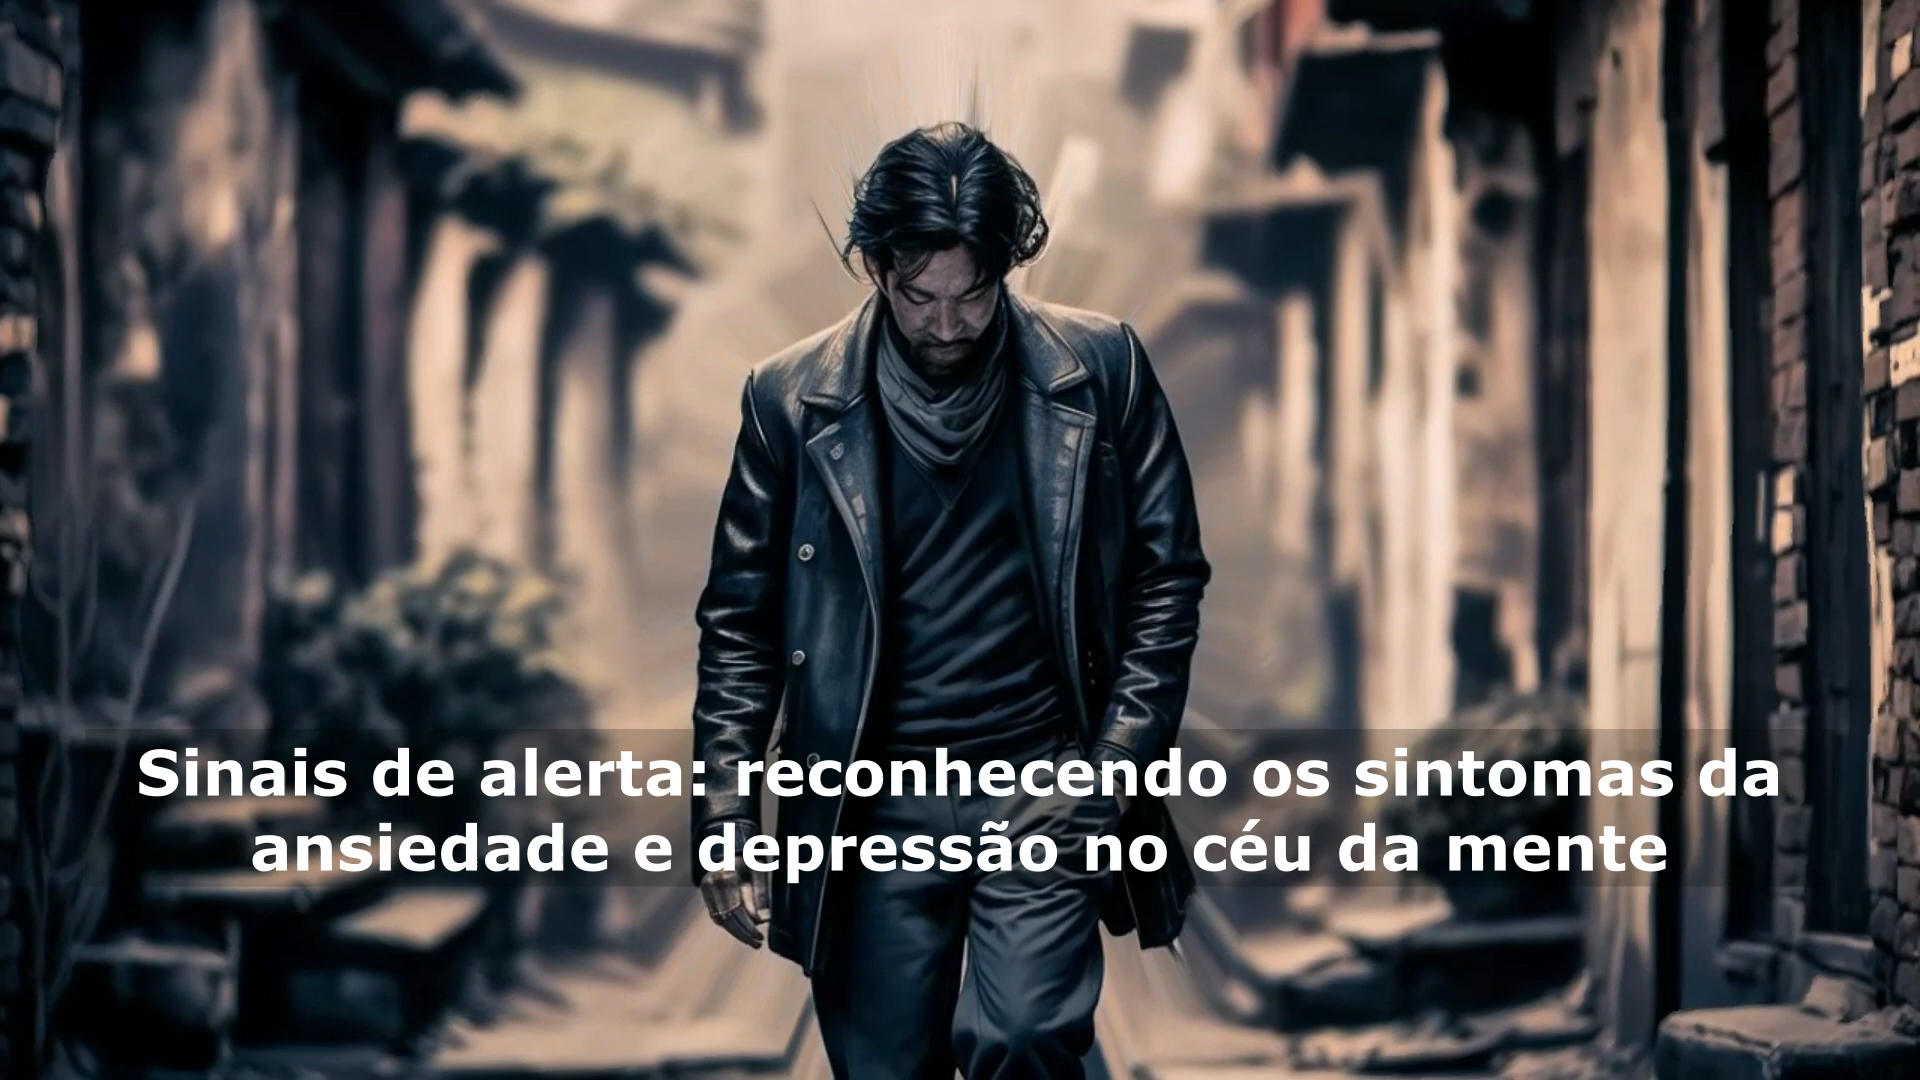 Sinais de alerta: reconhecendo os sintomas da
ansiedade e depressão no céu da mente